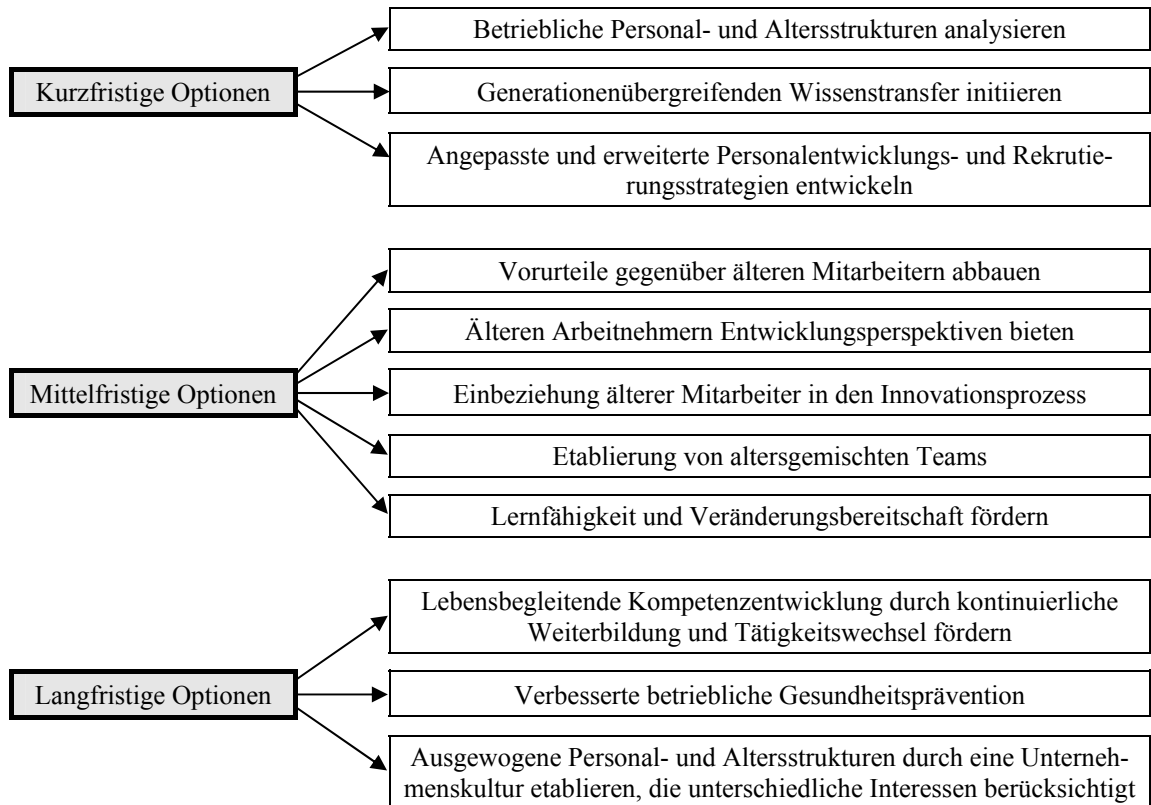 Betriebliche Personal- und Altersstrukturen analysieren
Kurzfristige Optionen
Generationenübergreifenden Wissenstransfer initiieren
Angepasste und erweiterte Personalentwicklungs- und Rekrutie-
rungsstrategien entwickeln
Vorurteile gegenüber älteren Mitarbeitern abbauen
Älteren Arbeitnehmern Entwicklungsperspektiven bieten
Mittelfristige Optionen
Einbeziehung älterer Mitarbeiter in den Innovationsprozess
Etablierung von altersgemischten Teams
Lernfähigkeit und Veränderungsbereitschaft fördern
Lebensbegleitende Kompetenzentwicklung durch kontinuierliche
Weiterbildung und Tätigkeitswechsel fördern
Langfristige Optionen
Verbesserte betriebliche Gesundheitsprävention
Ausgewogene Personal- und Altersstrukturen durch eine Unterneh-
menskultur etablieren, die unterschiedliche Interessen berücksichtigt